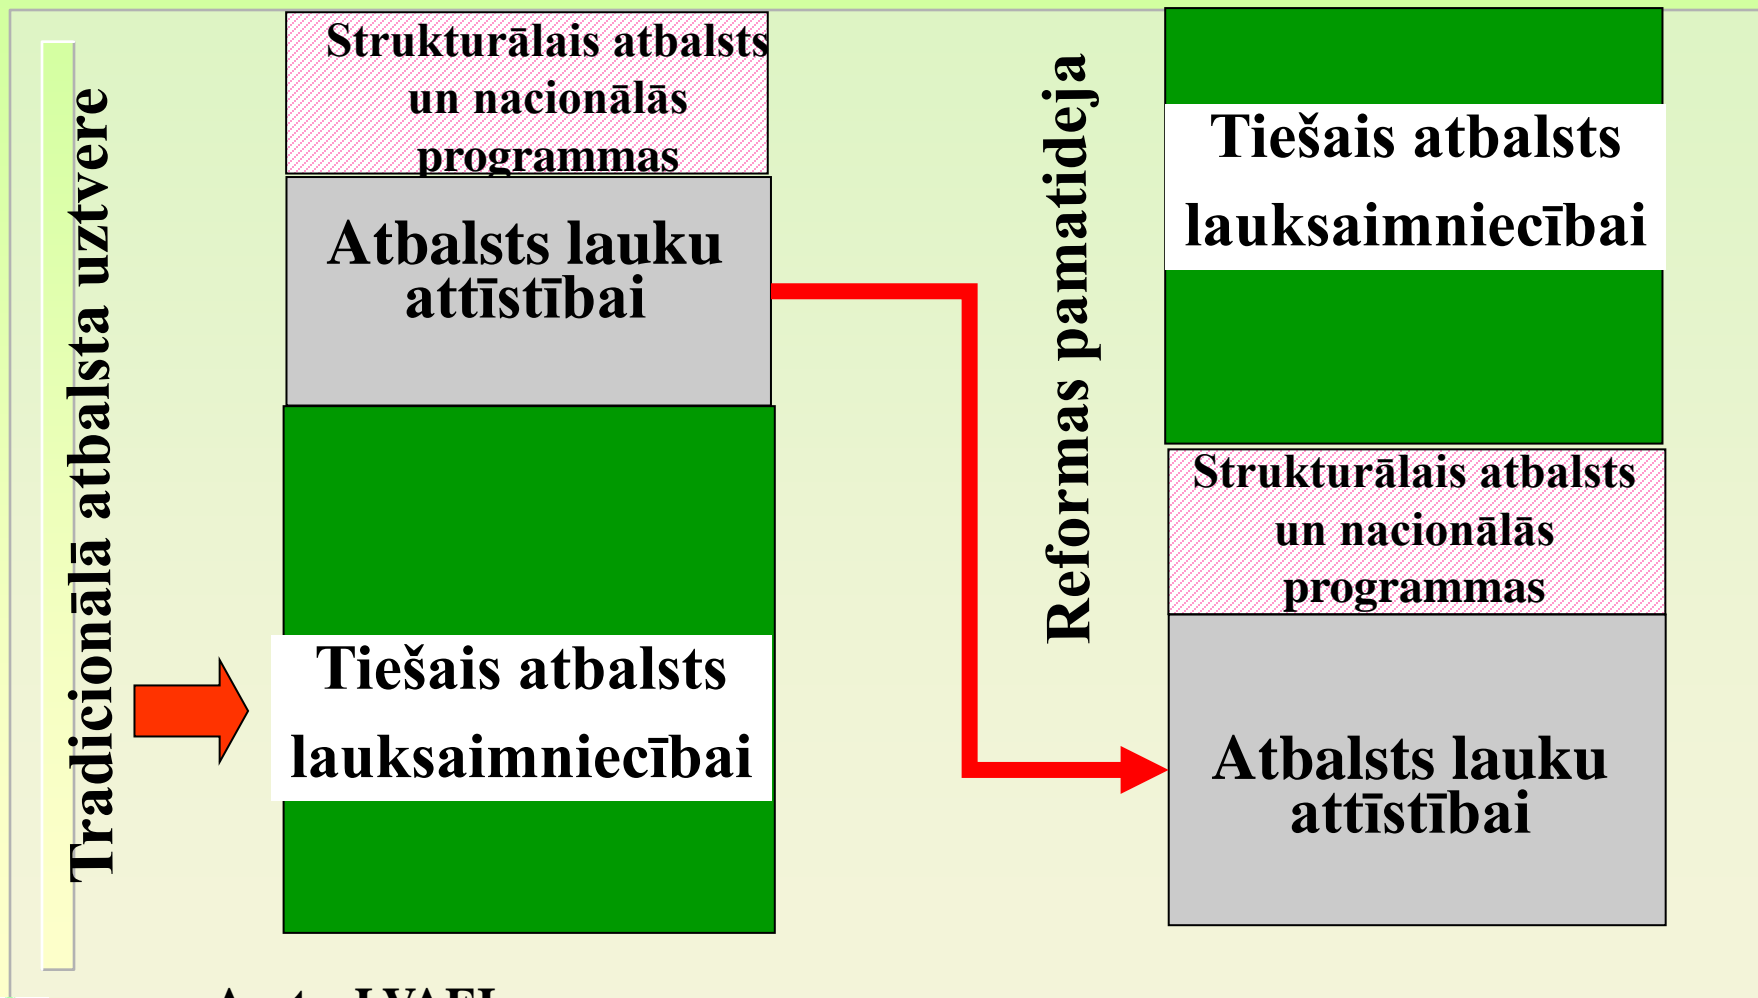 Tradicionālā atbalsta uztvere
Strukturālais atbalsts
un nacionālās
programmas
Atbalsts lauku
attīstībai
Tiešais atbalsts
lauksaimniecībai
Reformas pamatideja
Tiešais atbalsts
lauksaimniecībai
Strukturālais atbalsts
un nacionālās
programmas
Atbalsts lauku
attīstībai